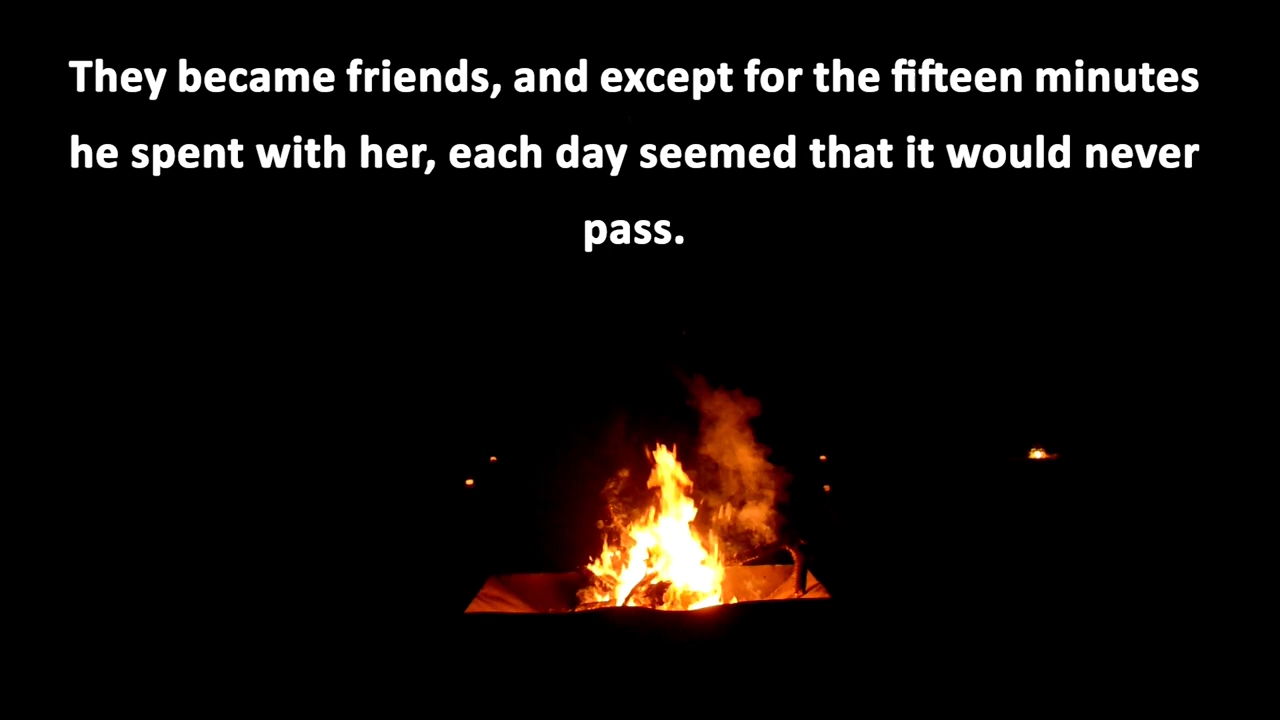 They became friends, and except for the fifteen minutes
he spent with her, each day seemed that it would never
pass.